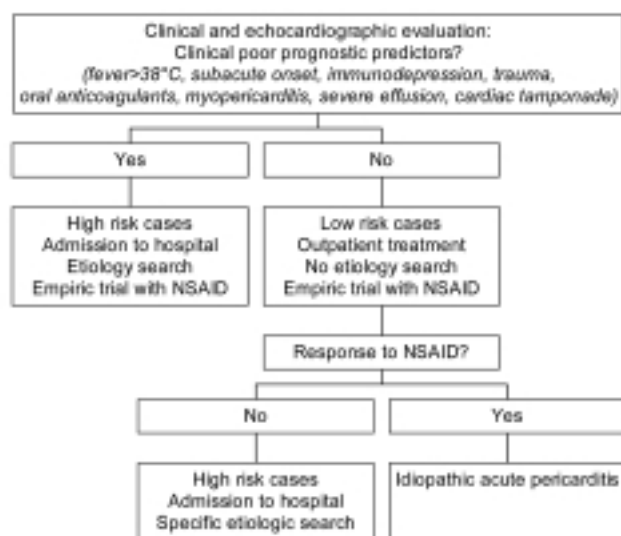 Clinical and echocardiographic evaluation:
Clinical poor prognostic predictors?
(fever>38°C, subacute onset, immunodepression, trauma,
oral anticoagulants, myopericarditis, severe effusion, cardiac tamponade)
Yes
No
High risk cases
Admission to hospital
Etiology search
Empiric trial with NSAID
Low risk cases
Outpatient treatment
No etiology search
Empiric trial with NSAID
Response to NSAID?
No
Yes
High risk cases
Admission to hospital
Specific etiologic search
Idiopathic acute pericarditis